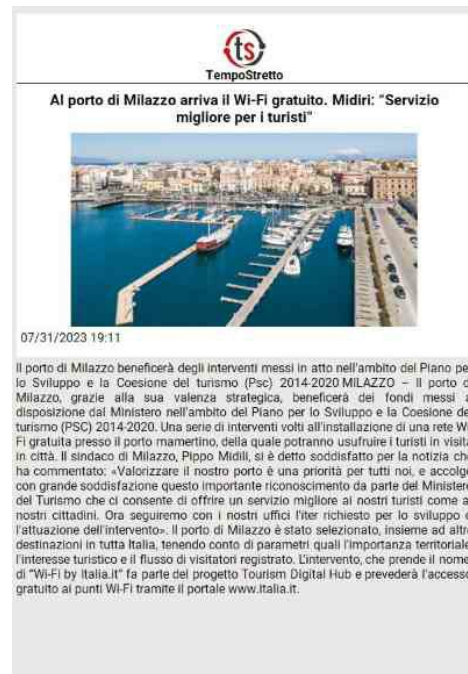 ts
TempoStretto
Al porto di Milazzo arriva il Wi-Fi gratuito. Midiri: "Servizio
migliore per i turisti"
07/31/2023 19:11
Il porto di Milazzo beneficerà degli interventi messi in atto nell'ambito del Piano per
lo Sviluppo e la Coesione del turismo (Psc) 2014-2020 MILAZZO – Il porto d
Milazzo, grazie alla sua valenza strategica, beneficerà dei fondi messi a
disposizione dal Ministero nell'ambito del Piano per lo Sviluppo e la Coesione de
turismo (PSC) 2014-2020. Una serie di interventi volti all'installazione di una rete Wi-
Fi gratuita presso il porto mamertino, della quale potranno usufruire i turisti in visita
in città. Il sindaco di Milazzo, Pippo Midili, si è detto soddisfatto per la notizia che
ha commentato: «Valorizzare il nostro porto è una priorità per tutti noi, e accolgo
con grande soddisfazione questo importante riconoscimento da parte del Ministero
del Turismo che ci consente di offrire un servizio migliore ai nostri turisti come ai
nostri cittadini. Ora seguiremo con i nostri uffici l'iter richiesto per lo sviluppo e
l'attuazione dell'intervento». Il porto di Milazzo è stato selezionato, insieme ad altre
destinazioni in tutta Italia, tenendo conto di parametri quali l'importanza territoriale,
l'interesse turistico e il flusso di visitatori registrato. L'intervento, che prende il nome
di "Wi-Fi by Italia.it" fa parte del progetto Tourism Digital Hub e prevederà l'accesso
gratuito ai punti Wi-Fi tramite il portale www.italia.it.